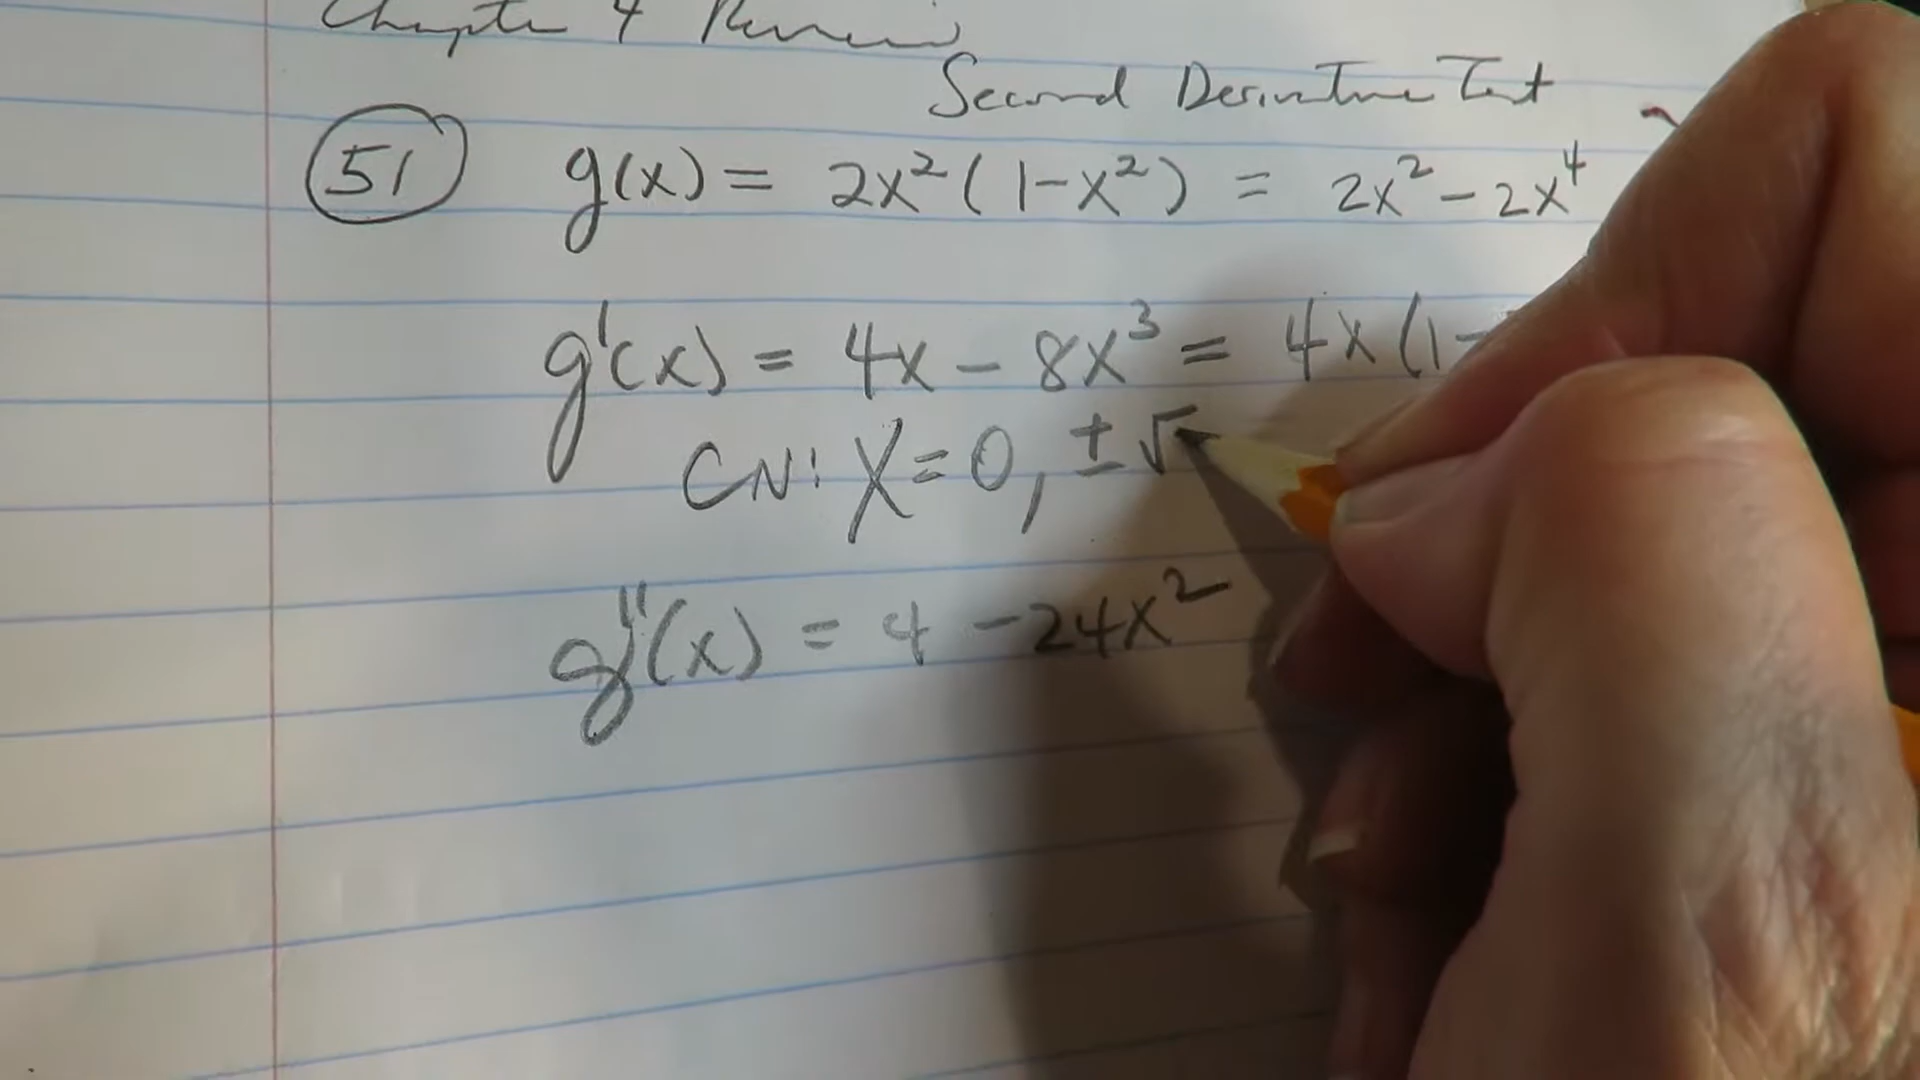 Chapter 4 Review
Second Derivative Test
51 g(x) = 2x²(1-x²) = 2x² - 2x⁴
g'(x) = 4x - 8x³ = 4x(1-
CN: X=0, ±√
g''(x) = 4 - 24x²